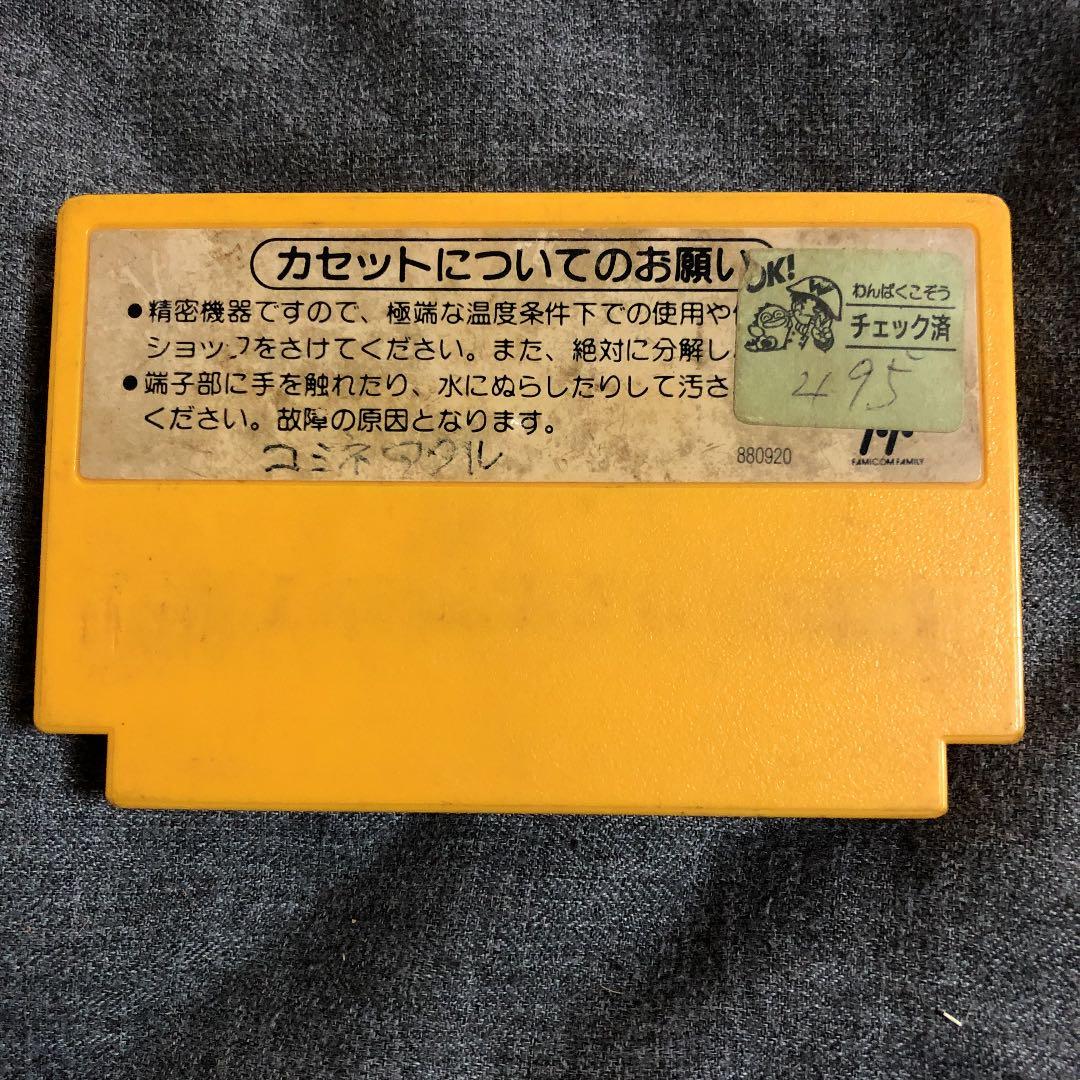 カセットについてのお願い
●精密機器ですので、極端な温度条件下での使用や
ショックをさけてください。また、絶対に分解し
●端子部に手を触れたり、水にぬらしたりして汚さ
ください。故障の原因となります。
コミネ
880920
FAMICOM FAMILY
OK!
わんぱくこぞう
チェック済
495